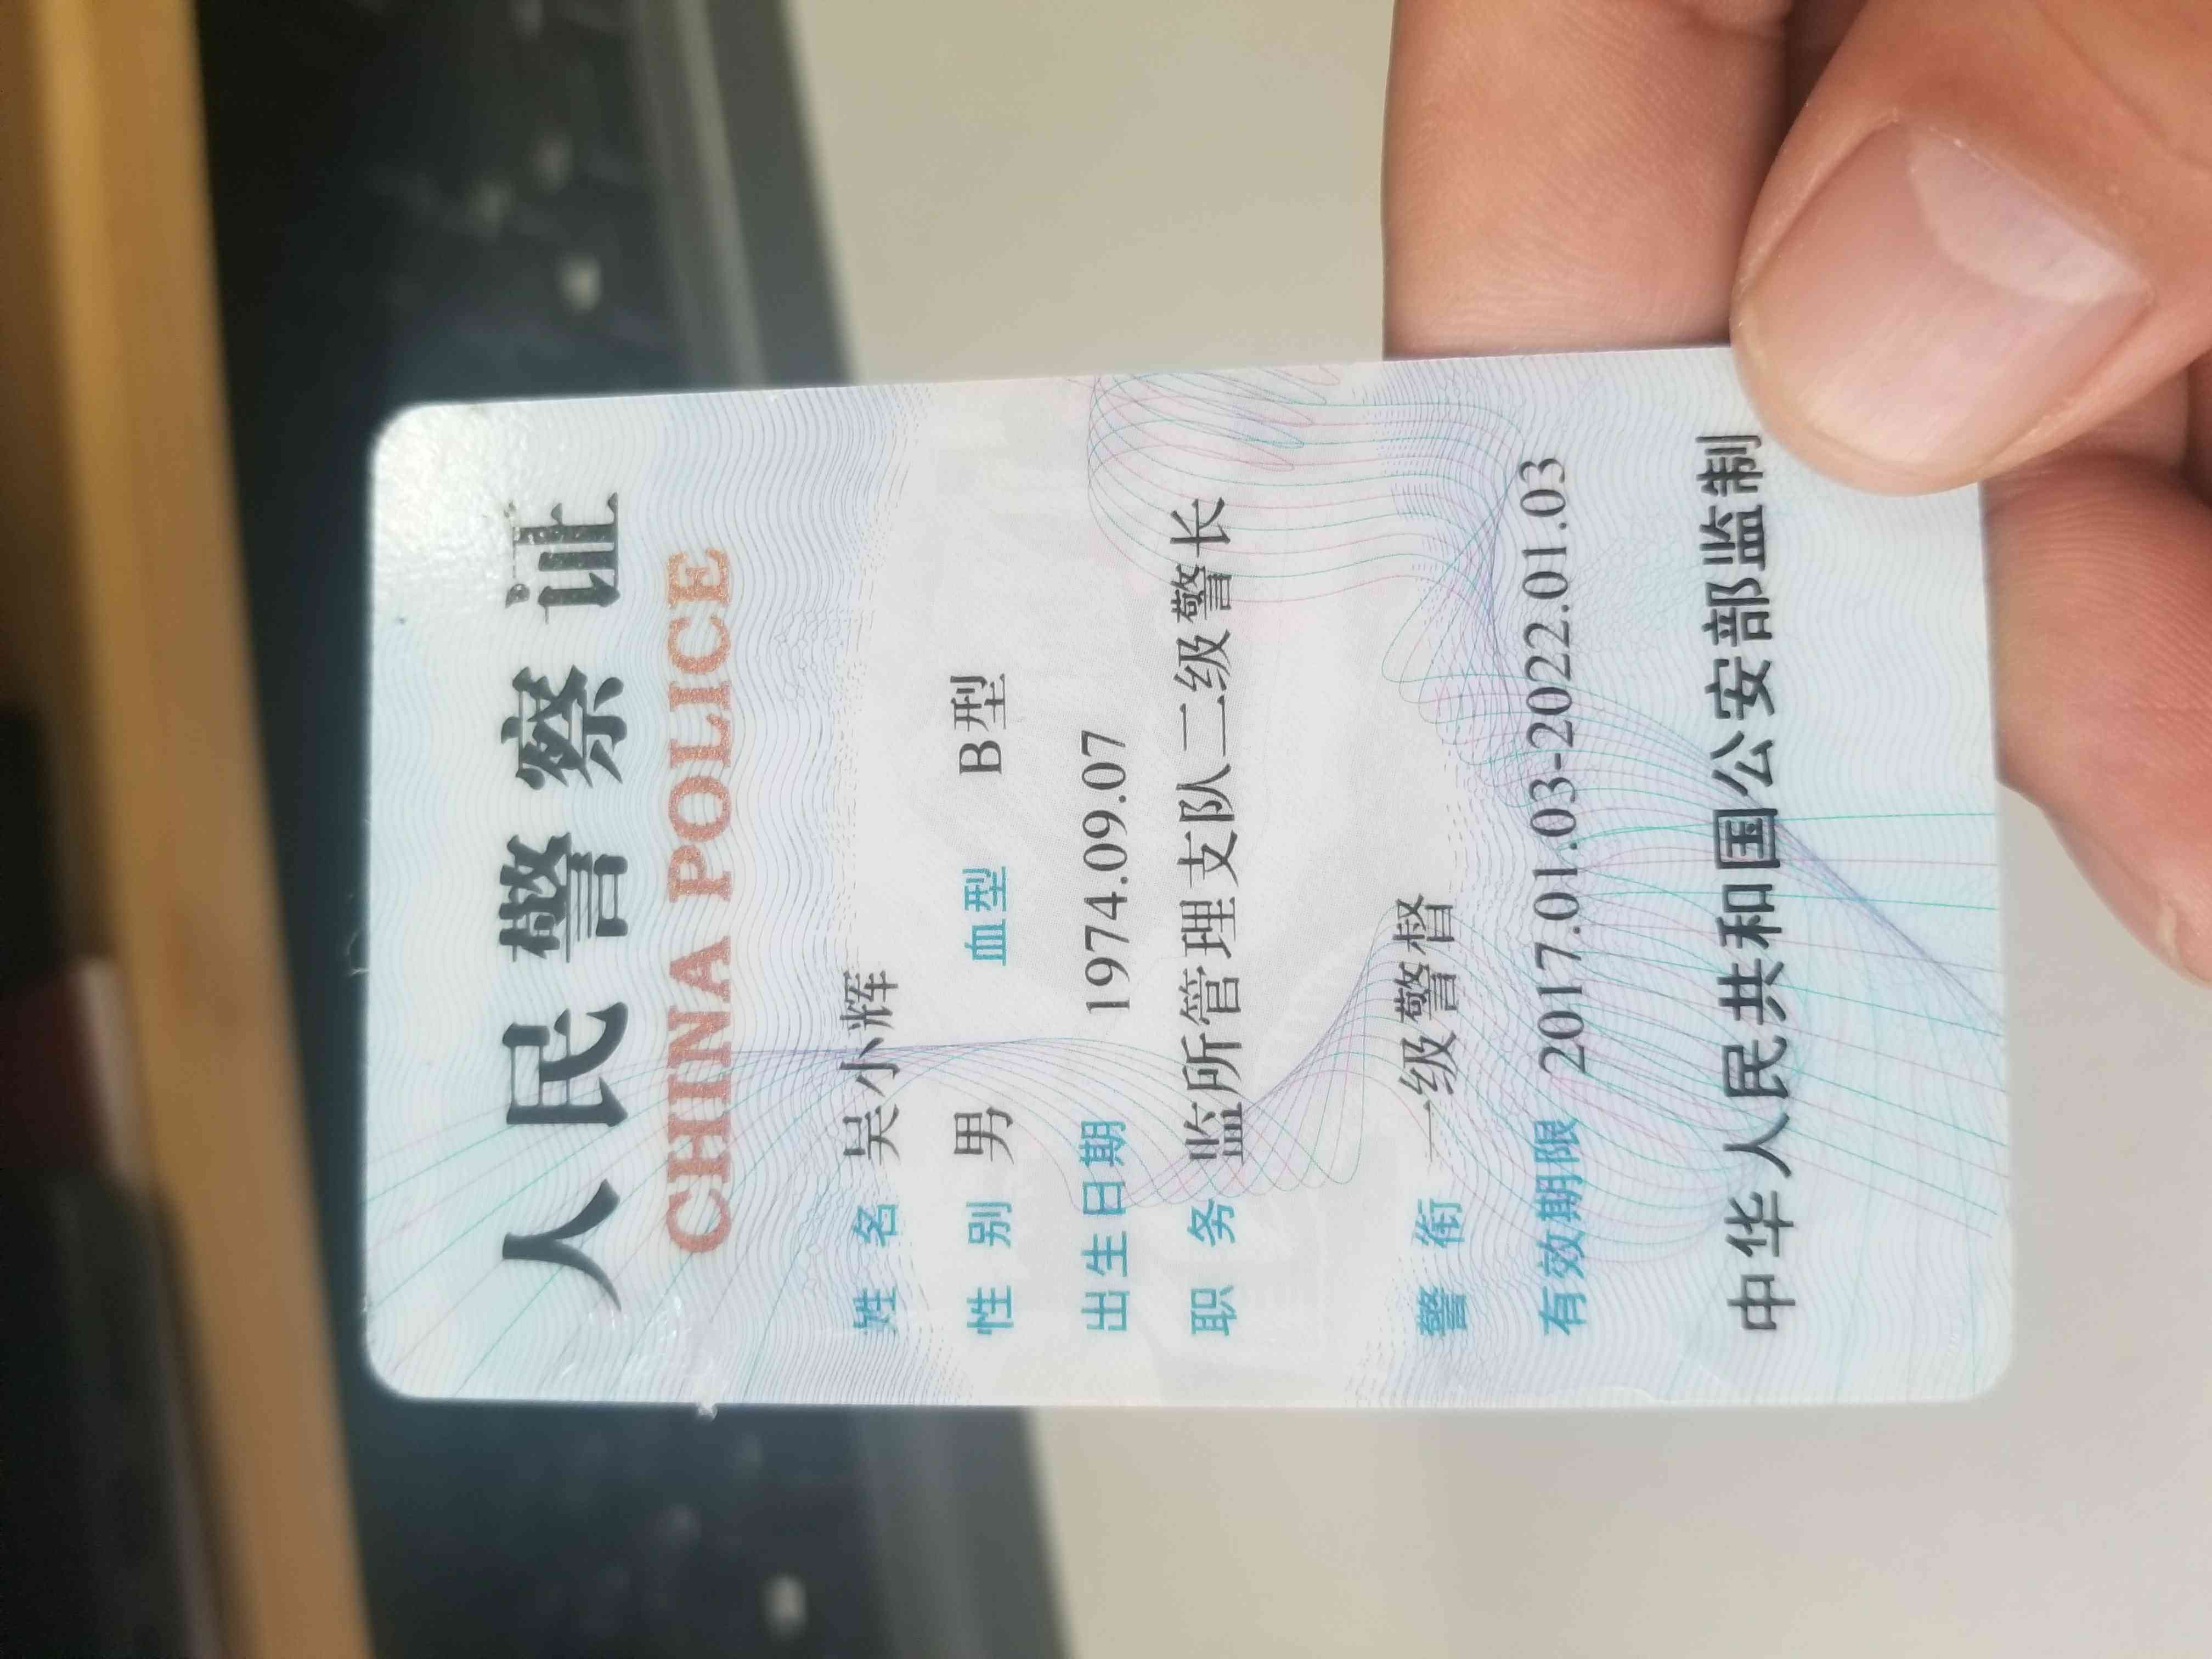 人民警察证
CHINA POLICE
姓 名 吴小辉
性 别 男 血型 B型
出生日期 1974.09.07
职 务 监所管理支队二级警长
警 衔 一级警督
有效期限 2017.01.03-2022.01.03
中华人民共和国公安部监制